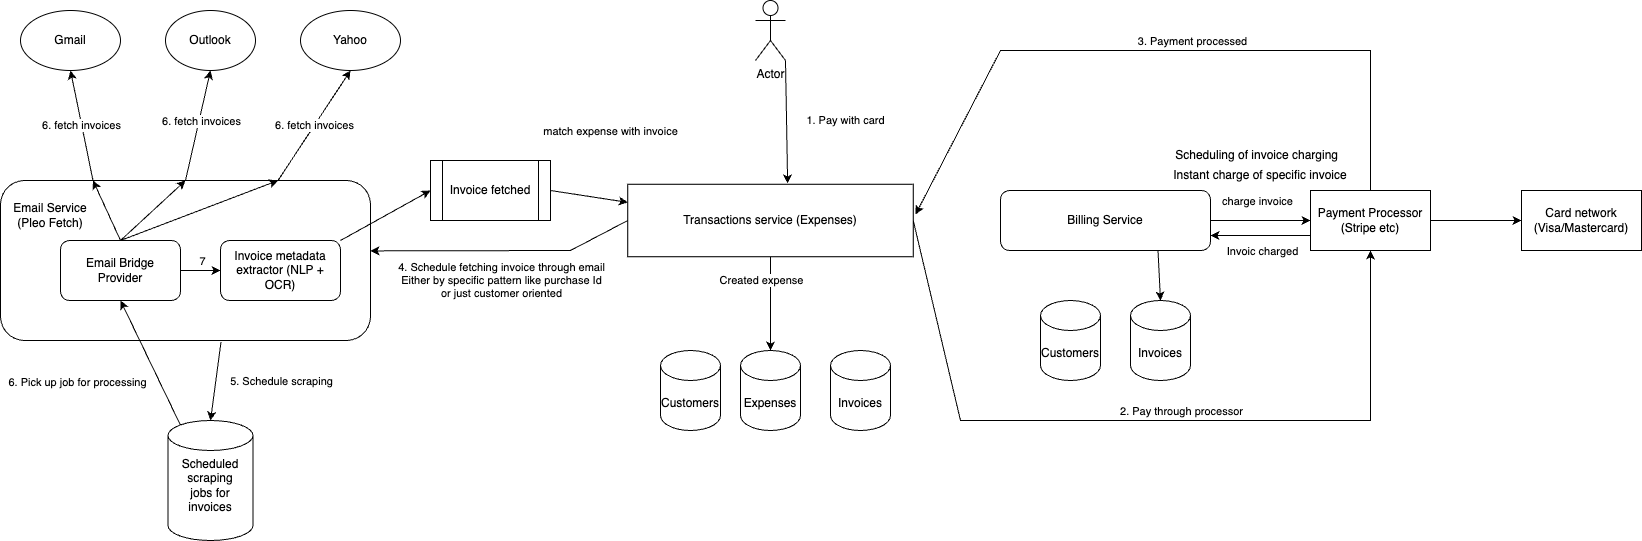 Gmail
Outlook
Yahoo
Actor
3. Payment processed
6. fetch invoices
6. fetch invoices
6. fetch invoices
match expense with invoice
1. Pay with card
Scheduling of invoice charging
Instant charge of specific invoice
Email Service
(Pleo Fetch)
Invoice fetched
Transactions service (Expenses)
Billing Service
charge invoice
Invoic charged
Payment Processor
(Stripe etc)
Card network
(Visa/Mastercard)
Email Bridge
Provider
7
Invoice metadata
extractor (NLP +
OCR)
4. Schedule fetching invoice through email
Either by specific pattern like purchase Id
or just customer oriented
Created expense
Customers
Invoices
6. Pick up job for processing
5. Schedule scraping
Customers
Expenses
Invoices
2. Pay through processor
Scheduled
scraping
jobs for
invoices